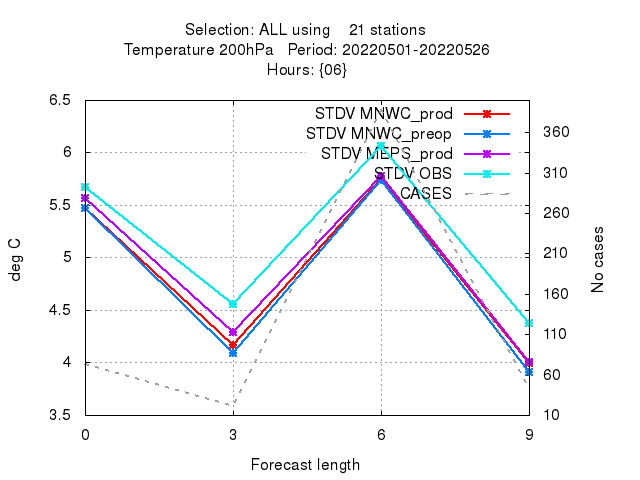 Selection: ALL using 21 stations
Temperature 200hPa Period: 20220501-20220526
Hours: {06}
STDV MNWC_prod
STDV MNWC_preop
STDV MEPS_prod
STDV OBS
CASES
6.5
6
5.5
5
4.5
4
3.5
deg C
360
310
260
210
160
110
60
10
No cases
0 3 6 9
Forecast length